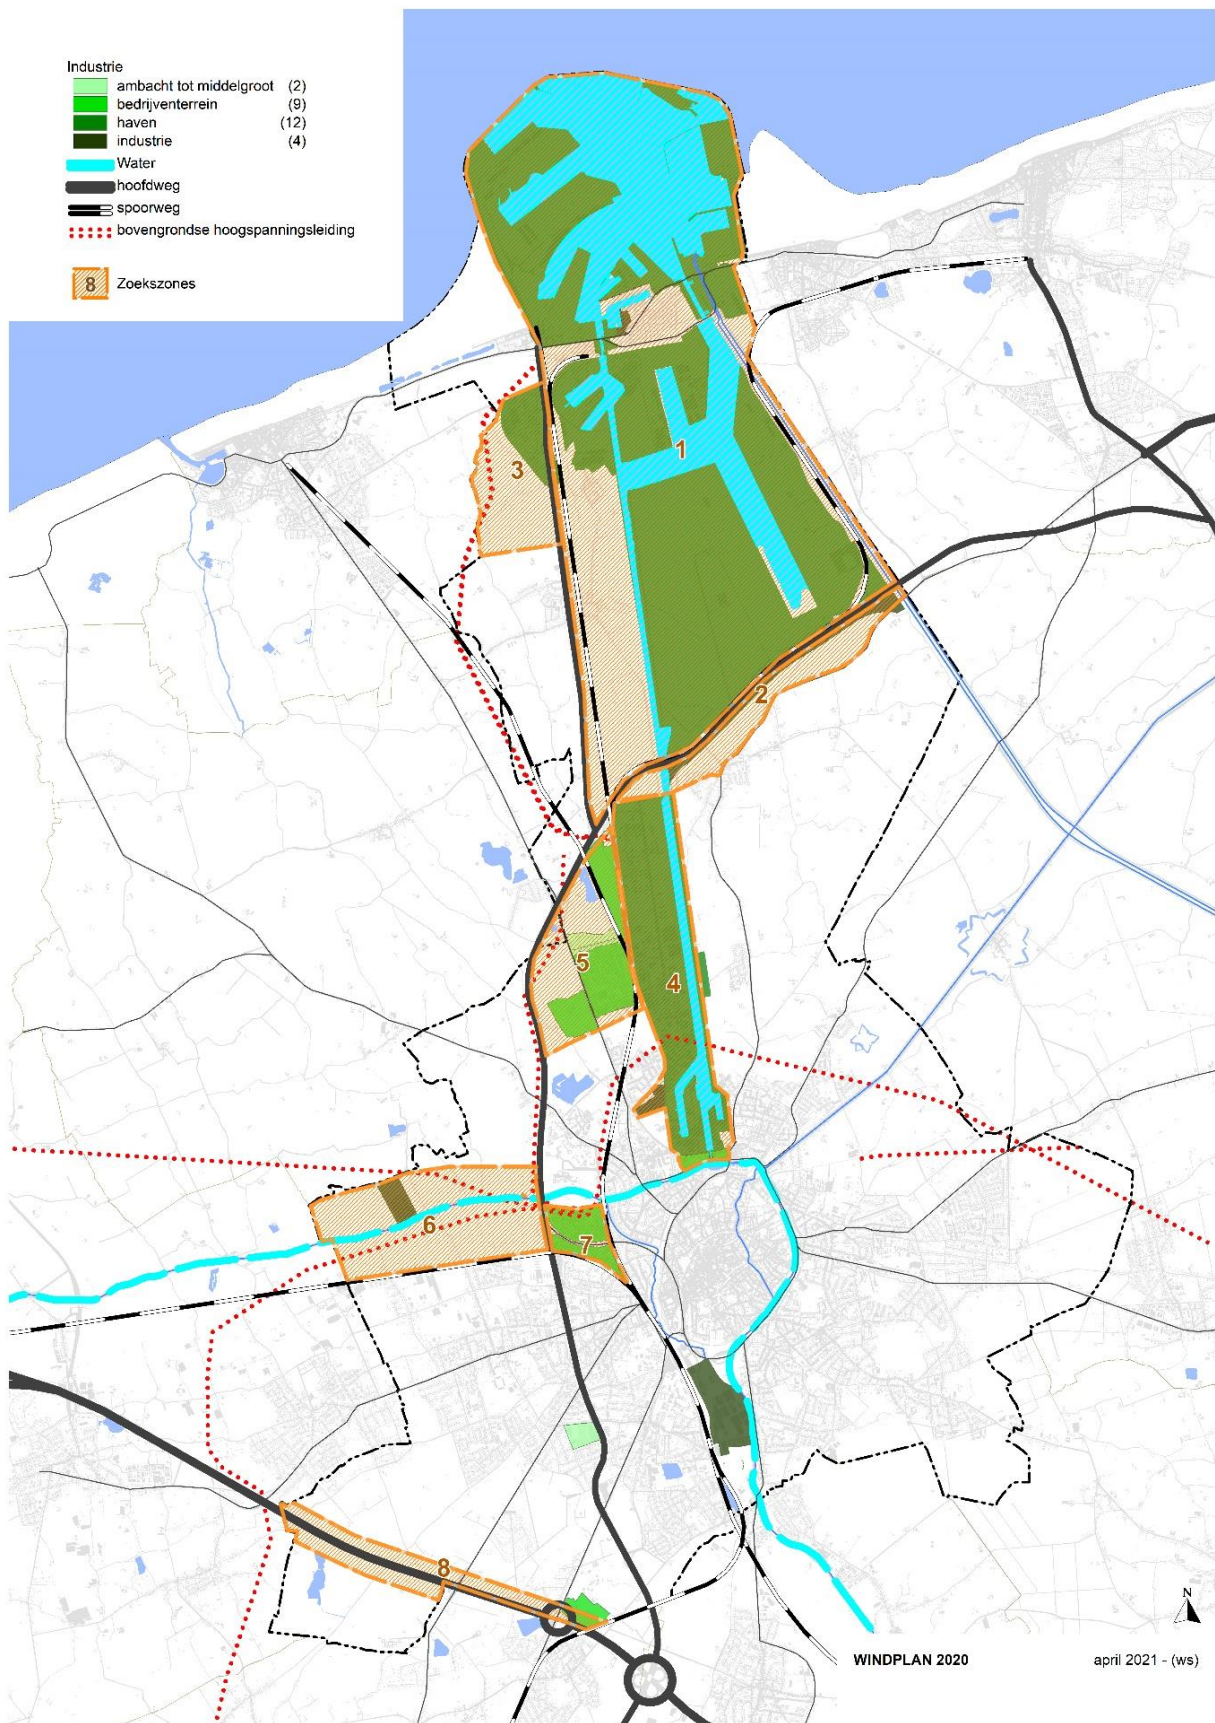 Industrie
ambacht tot middelgroot (2)
bedrijventerrein (9)
haven (12)
industrie (4)
Water
hoofdweg
spoorweg
bovengrondse hoogspanningsleiding
8 Zoekszones
1
3
2
5
4
6
7
8
N
WINDPLAN 2020 april 2021 - (ws)